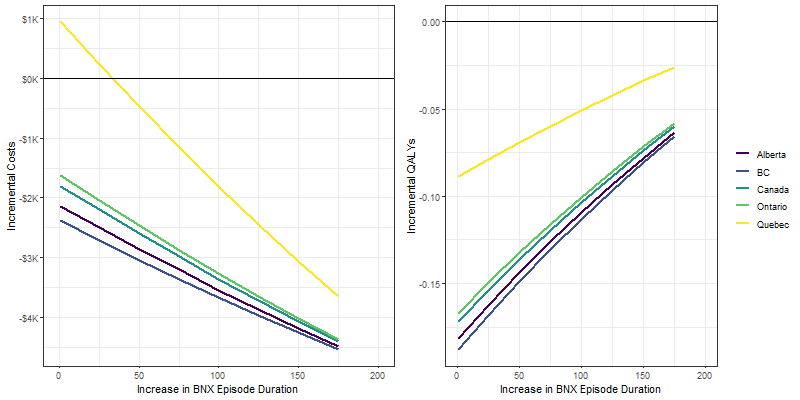 $1K
$0K
-$1K
-$2K
-$3K
-$4K
Incremental Costs
0 50 100 150 200
Increase in BNX Episode Duration
0.00
-0.05
-0.10
-0.15
Incremental QALYs
0 50 100 150 200
Increase in BNX Episode Duration
Alberta
BC
Canada
Ontario
Quebec